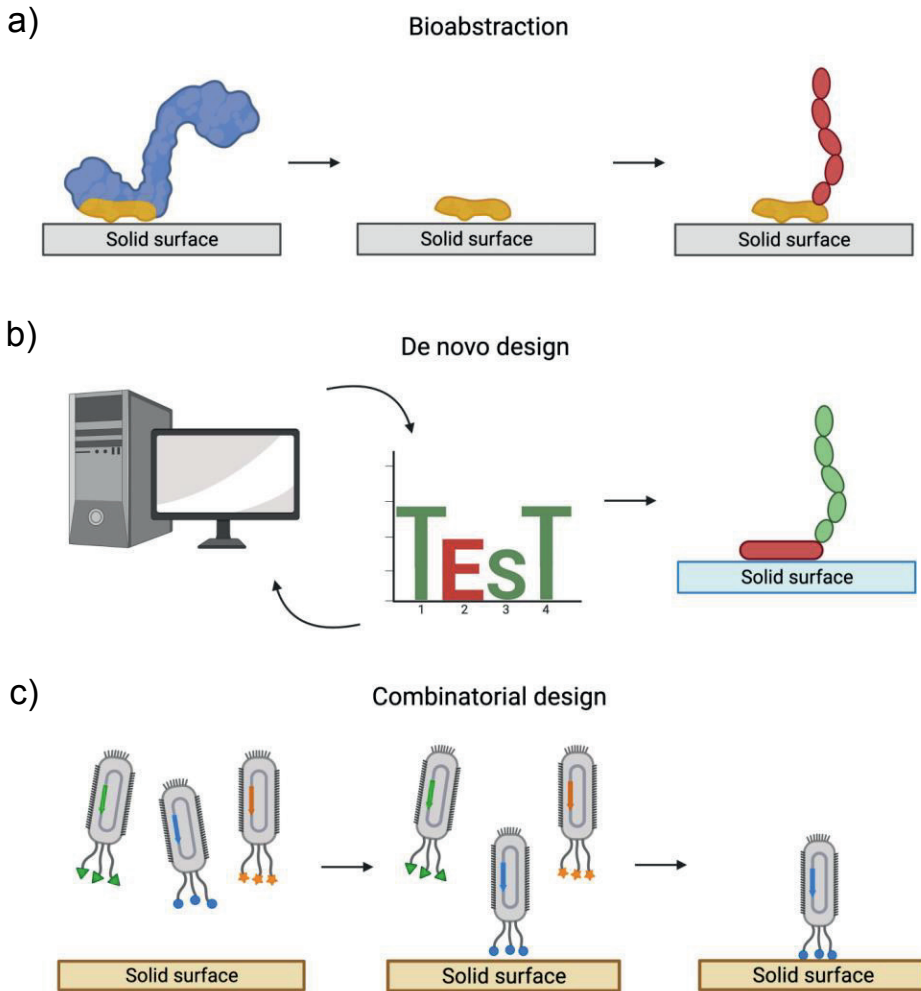 a)
Bioabstraction
Solid surface
Solid surface
Solid surface
b)
De novo design
TEsT
1 2 3 4
Solid surface
c)
Combinatorial design
Solid surface
Solid surface
Solid surface